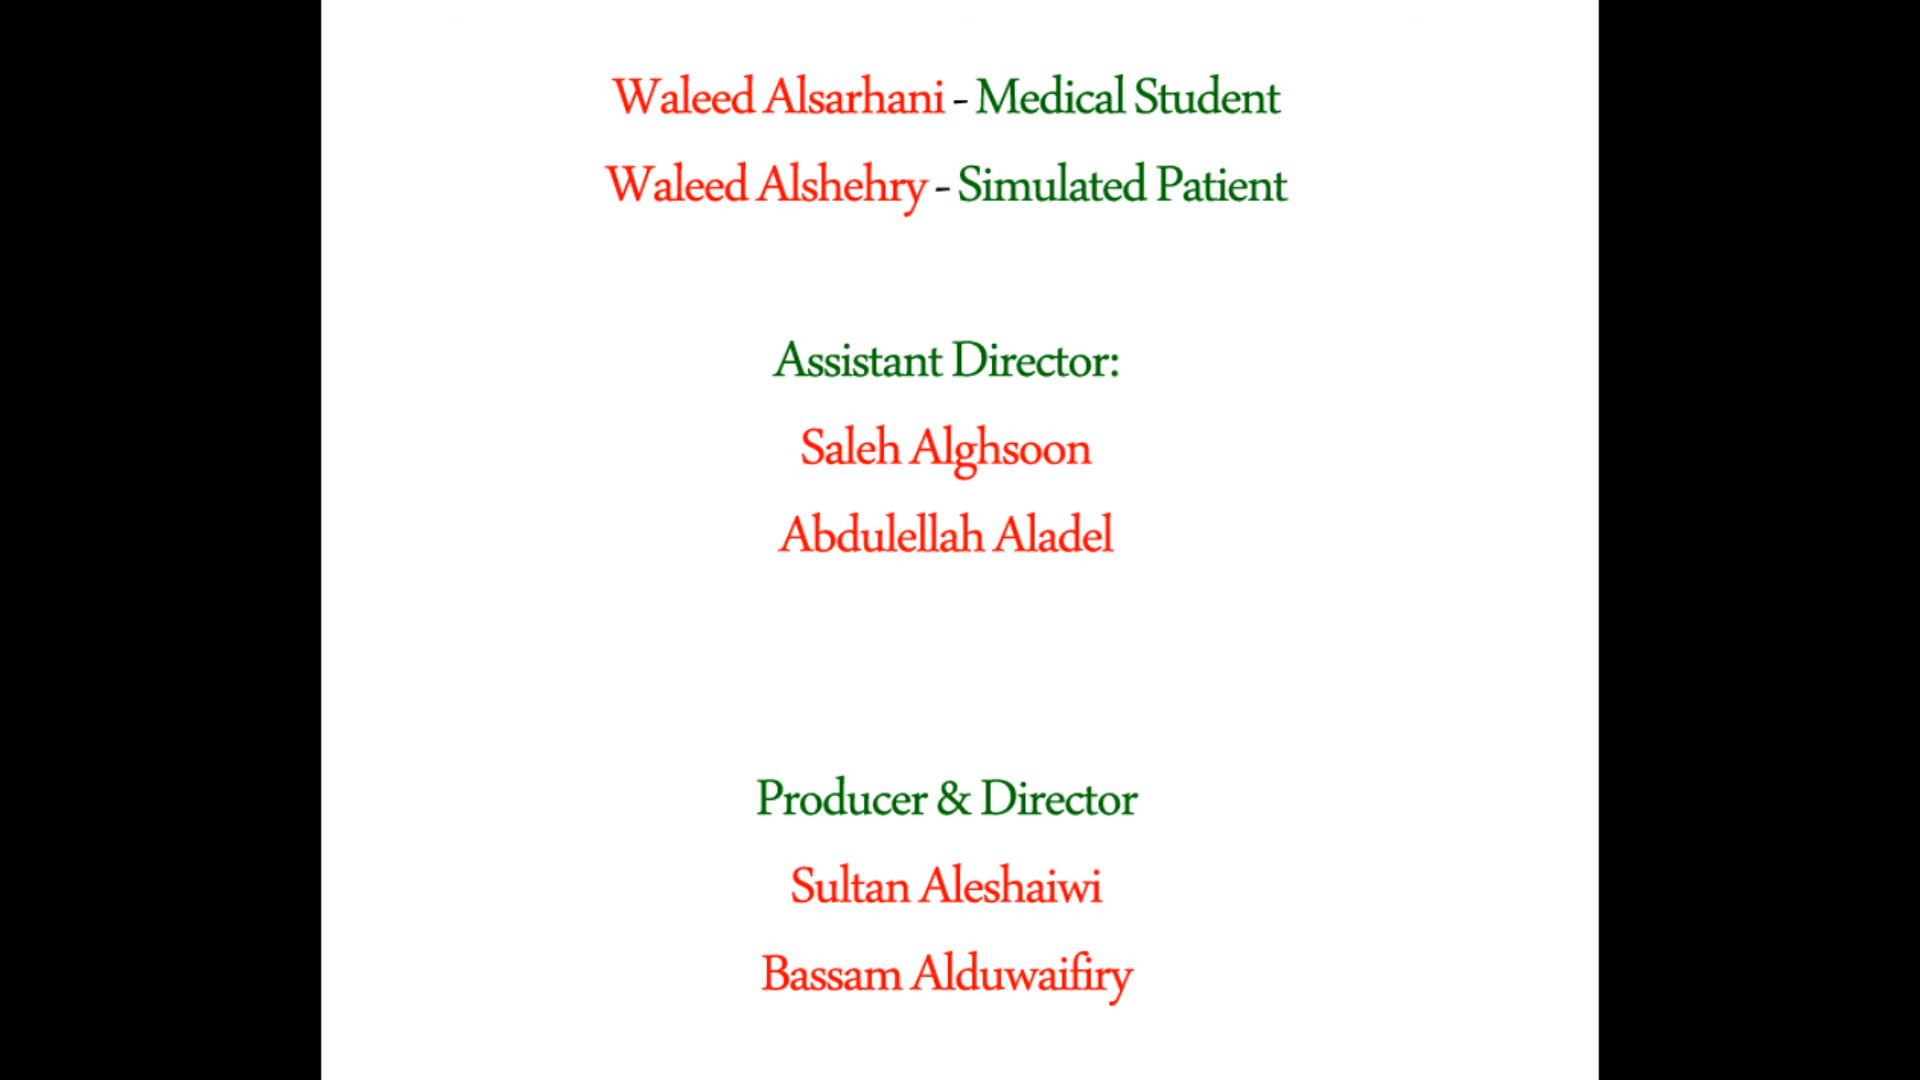 Waleed Alsarhani - Medical Student
Waleed Alshehry - Simulated Patient
Assistant Director:
Saleh Alghsoon
Abdulellah Aladel
Producer & Director
Sultan Aleshaiwi
Bassam Alduwaifiry